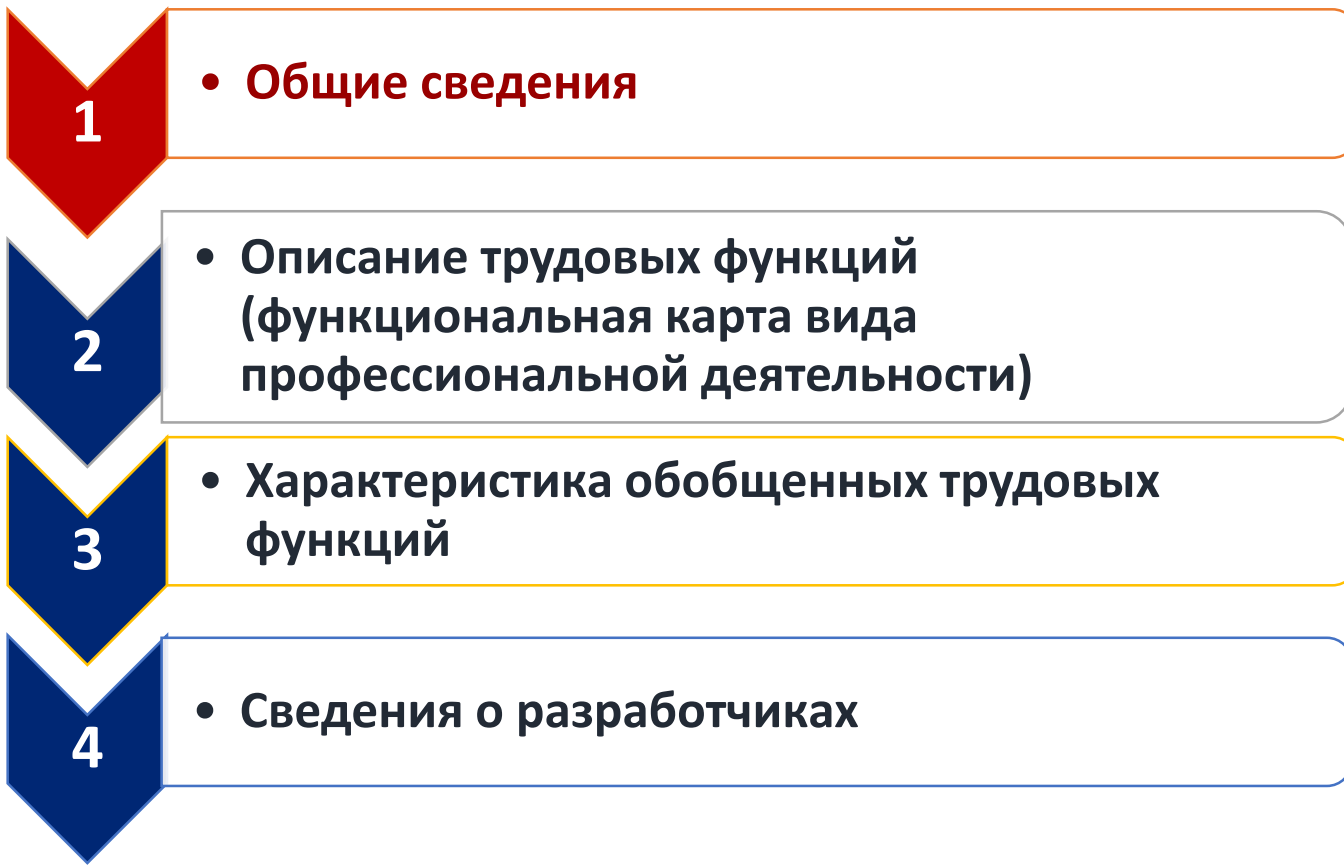 1
• Общие сведения
2
• Описание трудовых функций
(функциональная карта вида
профессиональной деятельности)
3
• Характеристика обобщенных трудовых
функций
4
• Сведения о разработчиках